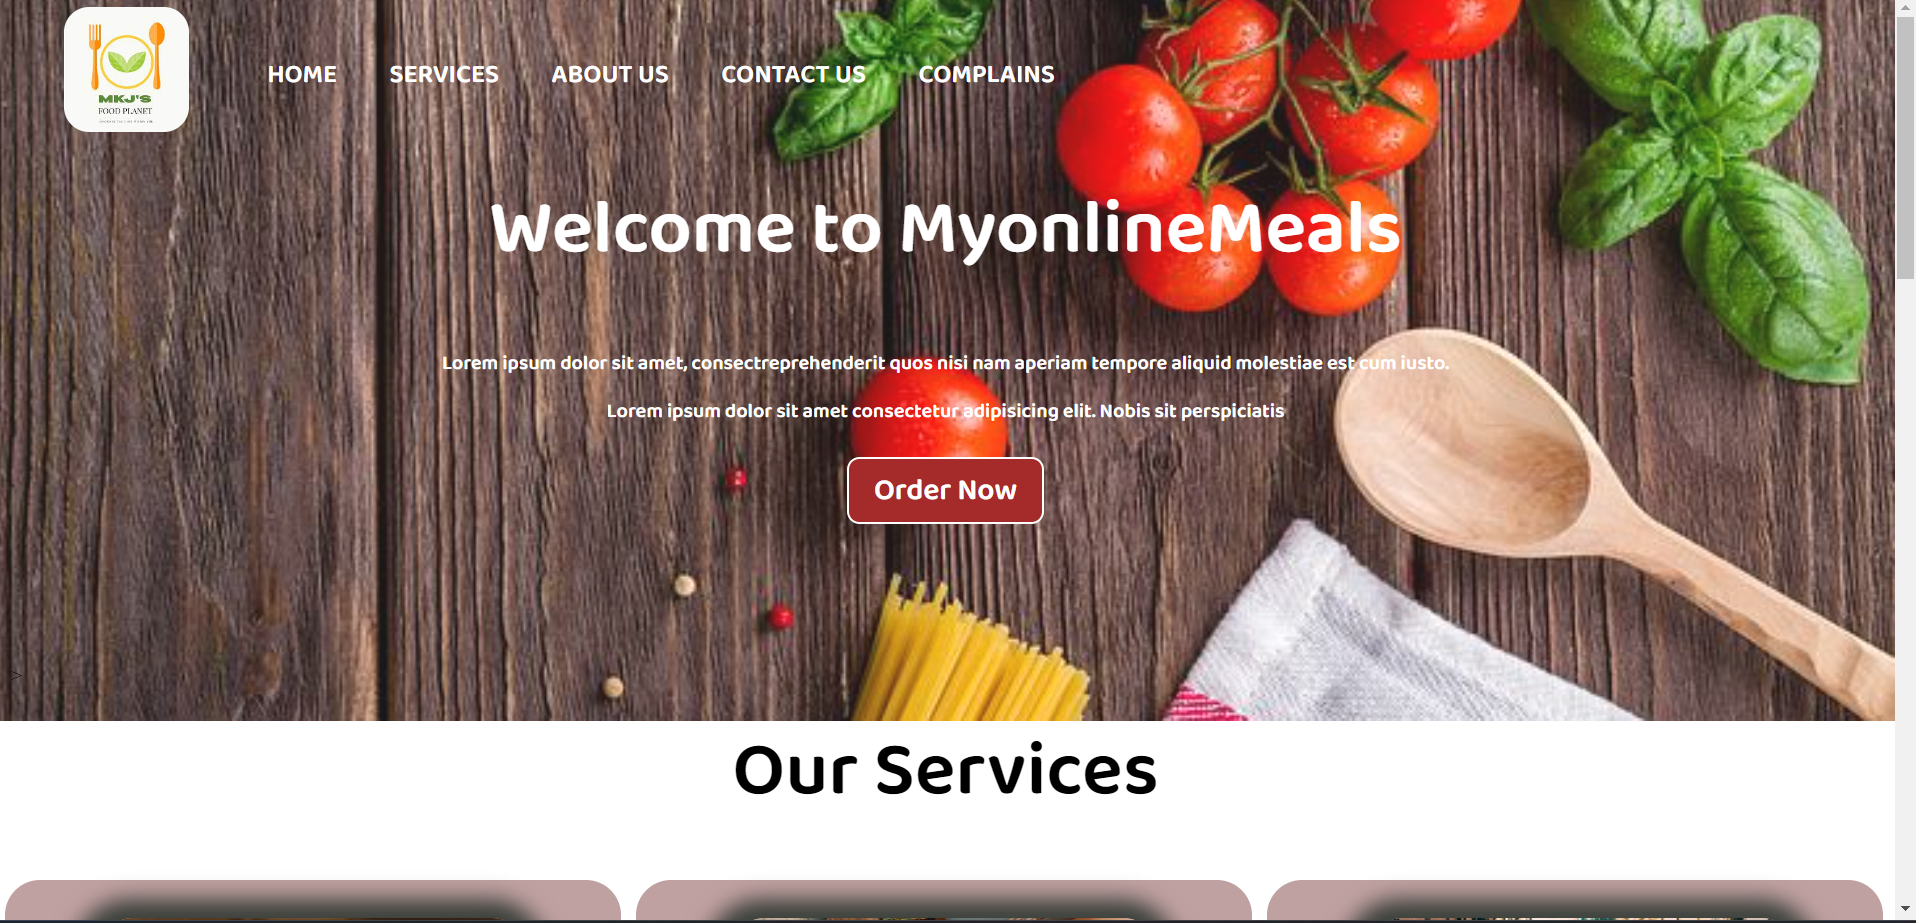 MKJ'S
FOOD PLANET
HOME SERVICES ABOUT US CONTACT US COMPLAINS
Welcome to MyonlineMeals
Lorem ipsum dolor sit amet, consectreprehenderit quos nisi nam aperiam tempore aliquid molestiae est cum iusto.
Lorem ipsum dolor sit amet consectetur adipisicing elit. Nobis sit perspiciatis
Order Now
>
Our Services